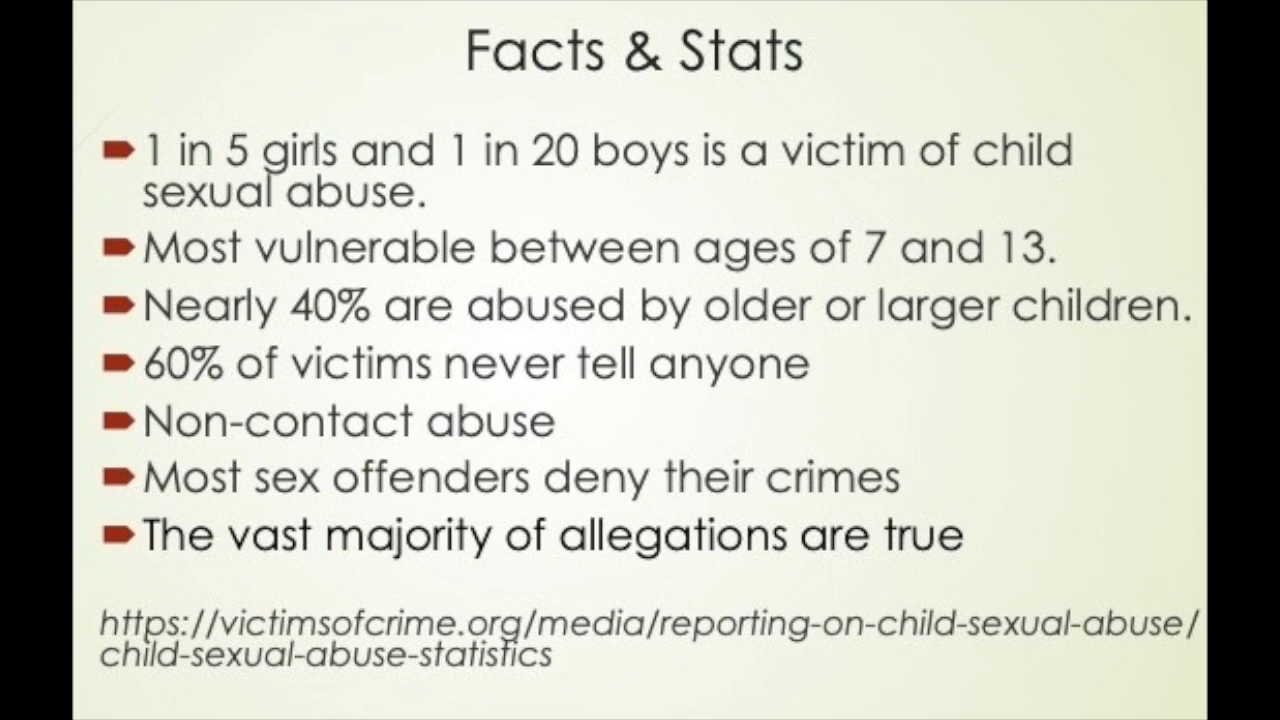 Facts & Stats
1 in 5 girls and 1 in 20 boys is a victim of child
sexual abuse.
Most vulnerable between ages of 7 and 13.
Nearly 40% are abused by older or larger children.
60% of victims never tell anyone
Non-contact abuse
Most sex offenders deny their crimes
The vast majority of allegations are true
https://victimsofcrime.org/media/reporting-on-child-sexual-abuse/
child-sexual-abuse-statistics